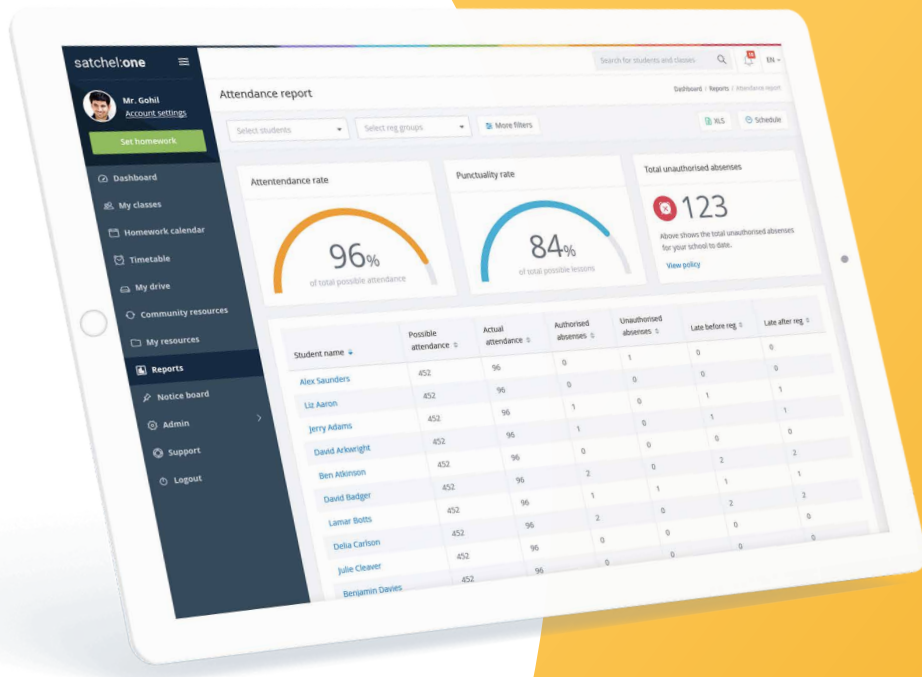 satchel:one
Mr. Gohil
Account settings
Set homework
Dashboard
My classes
Homework calendar
Timetable
My drive
Community resources
My resources
Reports
Notice board
Admin
Support
Logout
Search for students and classes
EN
Attendance report
Dashboard / Reports / Attendance report
Select students
Select reg groups
More filters
XLS
Schedule
Attentendance rate
96%
of total possible attendance
Punctuality rate
84%
of total possible lessons
Total unauthorised absenses
123
Above shows the total unauthorised absenses
for your school to date.
View policy
Student name
Possible
attendance
Actual
attendance
Authorised
absenses
Unauthorised
absenses
Late before reg
Late after reg
Alex Saunders 452 96 0 1 0 0
Liz Aaron 452 96 0 0 0 0
Jerry Adams 452 96 1 0 1 1
David Arkwright 452 96 1 0 1 1
Ben Atkinson 452 96 0 0 0 0
David Badger 452 96 2 0 2 2
Lamar Botts 452 96 1 1 1 1
Delia Carlson 452 96 2 0 2 2
Julie Cleaver 452 96 0 0 0 0
Benjamin Davies 452 96 0 0 0 0